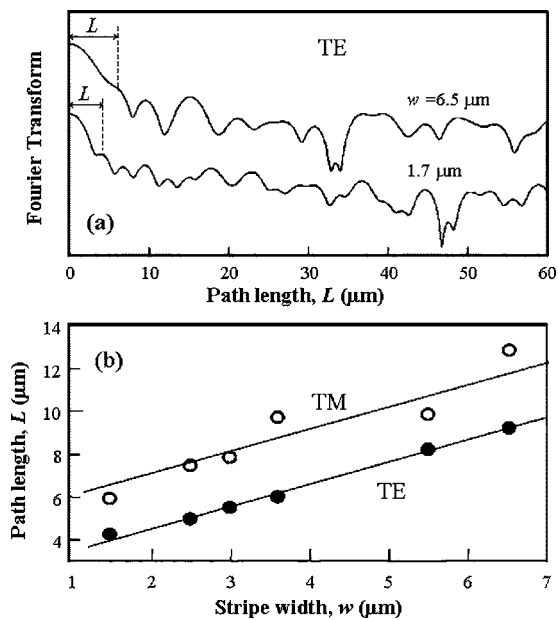 L
TE
L
w =6.5 μm
1.7 μm
Fourier Transform
(a)
0 10 20 30 40 50 60
Path length, L (μm)
14
(b)
12
TM
10
8
TE
6
4
Path length, L (μm)
1 2 3 4 5 6 7
Stripe width, w (μm)